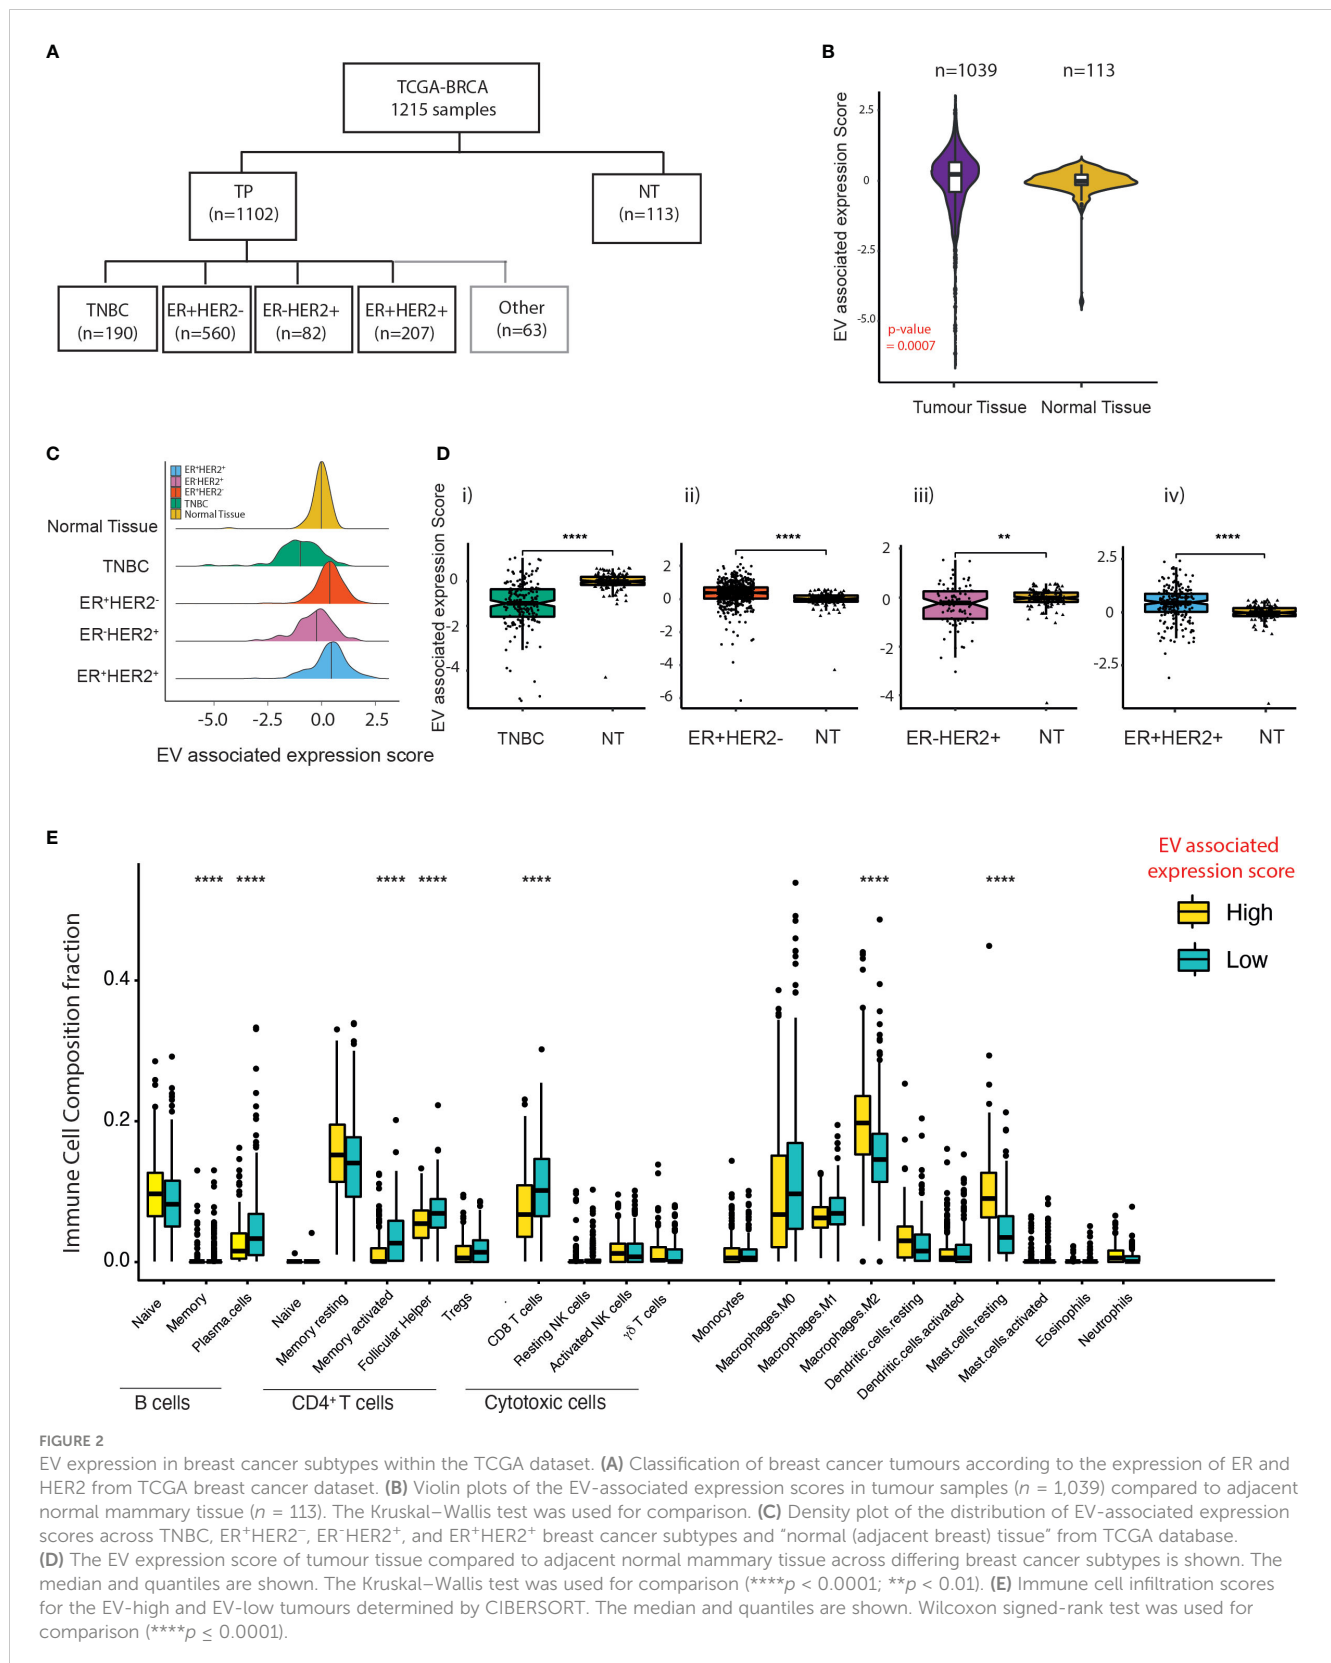 A
TCGA-BRCA
1215 samples
TP
(n=1102)
NT
(n=113)
TNBC
(n=190)
ER+HER2-
(n=560)
ER-HER2+
(n=82)
ER+HER2+
(n=207)
Other
(n=63)
B
n=1039
n=113
EV associated expression Score
2.5
0
-2.5
-5.0
p-value
= 0.0007
Tumour Tissue
Normal Tissue
C
ER⁺HER2⁺
ER⁻HER2⁺
ER⁺HER2⁻
TNBC
Normal Tissue
Normal Tissue
TNBC
ER⁺HER2⁻
ER⁻HER2⁺
ER⁺HER2⁺
-5.0
-2.5
0.0
2.5
EV associated expression score
D
EV associated expression Score
i)
****
0
-2
-4
TNBC
NT
ii)
****
2
0
-2
-4
-6
ER+HER2-
NT
iii)
**
2
0
-2
-4
ER-HER2+
NT
iv)
****
2.5
0
-2.5
ER+HER2+
NT
E
EV associated
expression score
High
Low
Immune Cell Composition fraction
0.4
0.2
0.0
**** **** **** **** **** **** ****
Naive
Memory
Plasma.cells
Naive
Memory resting
Memory activated
Follicular Helper
Tregs
CD8 T cells
Resting NK cells
Activated NK cells
γδ T cells
Monocytes
Macrophages.M0
Macrophages.M1
Macrophages.M2
Dendritic.cells.resting
Dendritic.cells.activated
Mast.cells.resting
Mast.cells.activated
Eosinophils
Neutrophils
B cells
CD4⁺ T cells
Cytotoxic cells
FIGURE 2
EV expression in breast cancer subtypes within the TCGA dataset. (A) Classification of breast cancer tumours according to the expression of ER and
HER2 from TCGA breast cancer dataset. (B) Violin plots of the EV-associated expression scores in tumour samples (n = 1,039) compared to adjacent
normal mammary tissue (n = 113). The Kruskal–Wallis test was used for comparison. (C) Density plot of the distribution of EV-associated expression
scores across TNBC, ER⁺HER2⁻, ER⁻HER2⁺, and ER⁺HER2⁺ breast cancer subtypes and “normal (adjacent breast) tissue” from TCGA database.
(D) The EV expression score of tumour tissue compared to adjacent normal mammary tissue across differing breast cancer subtypes is shown. The
median and quantiles are shown. The Kruskal–Wallis test was used for comparison (****p < 0.0001; **p < 0.01). (E) Immune cell infiltration scores
for the EV-high and EV-low tumours determined by CIBERSORT. The median and quantiles are shown. Wilcoxon signed-rank test was used for
comparison (****p ≤ 0.0001).